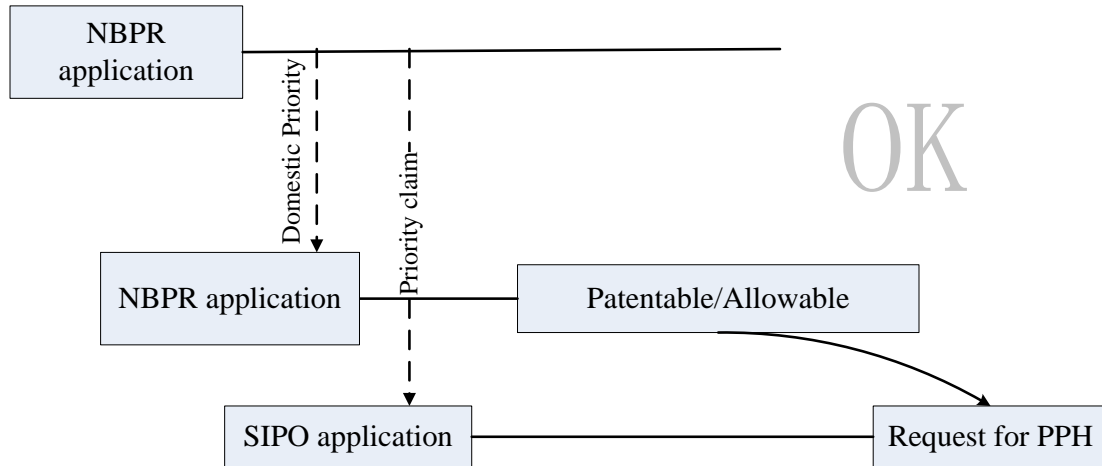 NBPR
application
Domestic Priority
Priority claim
OK
NBPR application
Patentable/Allowable
SIPO application
Request for PPH